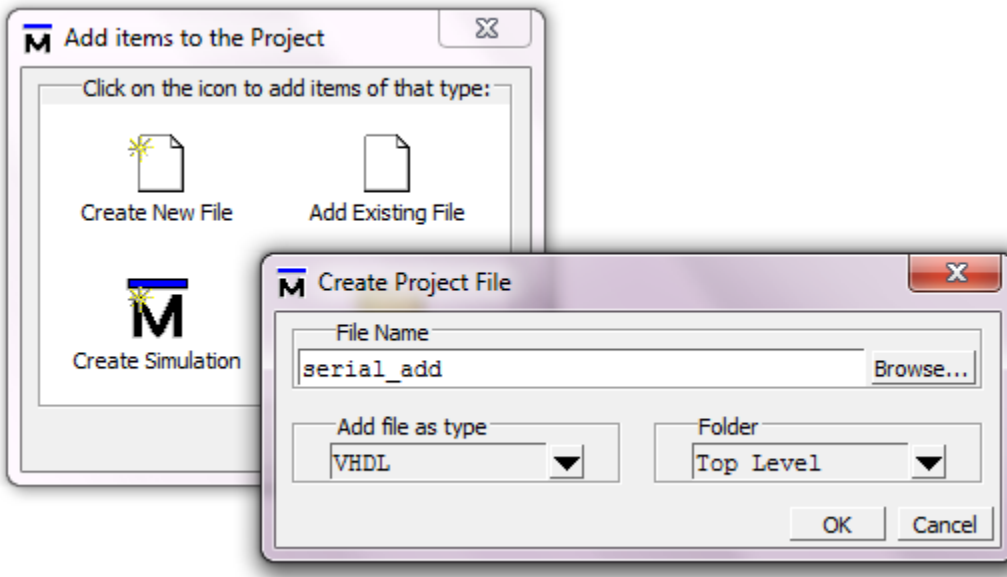 Add items to the Project
Click on the icon to add items of that type:
Create New File
Add Existing File
Create Simulation
Create Project File
File Name
serial_add
Browse...
Add file as type
Folder
VHDL
Top Level
OK
Cancel